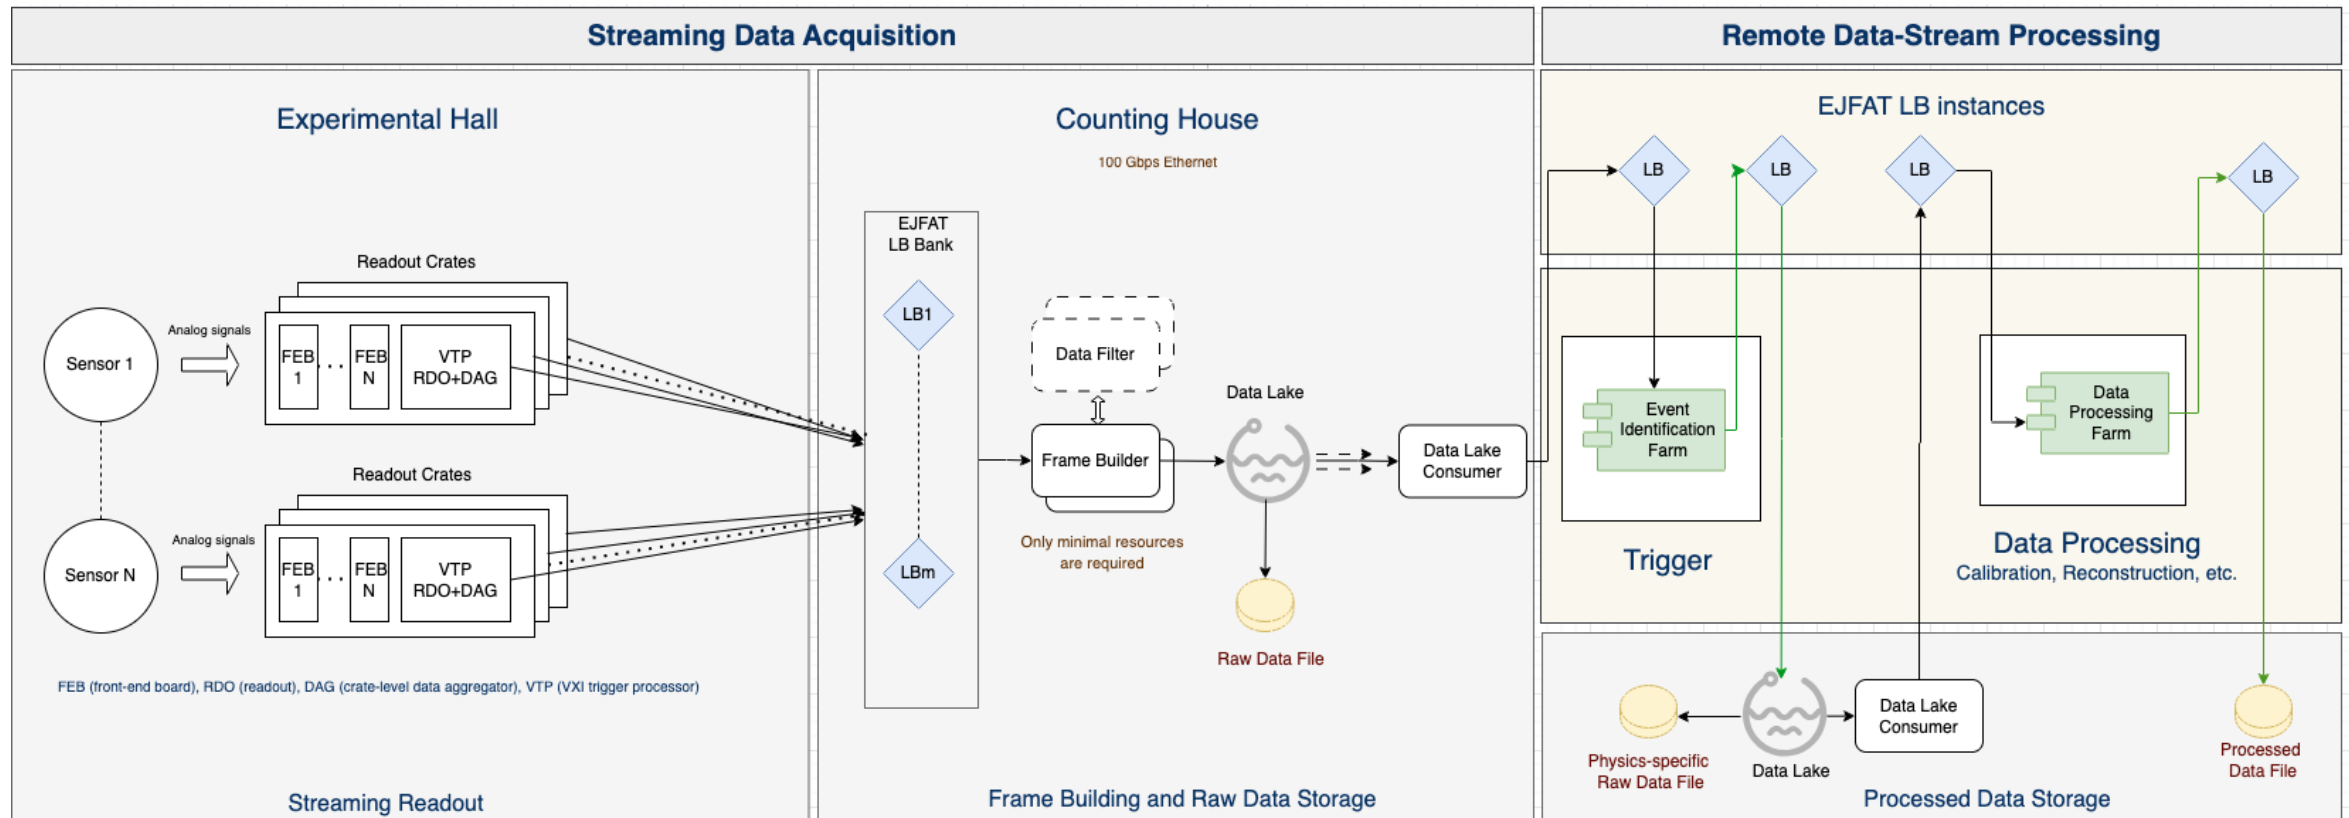 Streaming Data Acquisition
Remote Data-Stream Processing
Experimental Hall
Readout Crates
Sensor 1
Analog signals
FEB
1
...
FEB
N
VTP
RDO+DAG
Readout Crates
Sensor N
Analog signals
FEB
1
...
FEB
N
VTP
RDO+DAG
FEB (front-end board), RDO (readout), DAG (crate-level data aggregator), VTP (VXI trigger processor)
Streaming Readout
Counting House
100 Gbps Ethernet
EJFAT
LB Bank
LB1
LBm
Data Filter
Frame Builder
Only minimal resources
are required
Data Lake
Raw Data File
Data Lake
Consumer
Frame Building and Raw Data Storage
EJFAT LB instances
LB
LB
LB
LB
Event
Identification
Farm
Trigger
Data
Processing
Farm
Data Processing
Calibration, Reconstruction, etc.
Physics-specific
Raw Data File
Data Lake
Data Lake
Consumer
Processed
Data File
Processed Data Storage